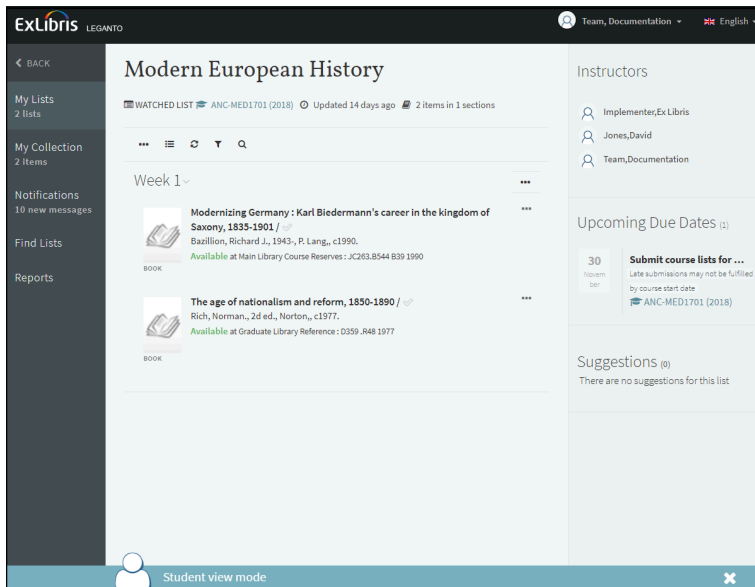 ExLibris LEGANTO
Team, Documentation
English
BACK
My Lists
2 lists
My Collection
2 items
Notifications
10 new messages
Find Lists
Reports
Modern European History
WATCHED LIST ANC-MED1701 (2018) Updated 14 days ago 2 items in 1 sections
Week 1
Modernizing Germany : Karl Biedermann's career in the kingdom of
Saxony, 1835-1901 /
Bazillion, Richard J., 1943-, P. Lang,, c1990.
Available at Main Library Course Reserves : JC263.B544 B39 1990
BOOK
The age of nationalism and reform, 1850-1890 /
Rich, Norman., 2d ed., Norton,, c1977.
Available at Graduate Library Reference : D359 .R48 1977
BOOK
Instructors
Implementer,Ex Libris
Jones,David
Team,Documentation
Upcoming Due Dates (1)
30
Novem
ber
Submit course lists for ...
Late submissions may not be fulfilled
by course start date
ANC-MED1701 (2018)
Suggestions (0)
There are no suggestions for this list
Student view mode